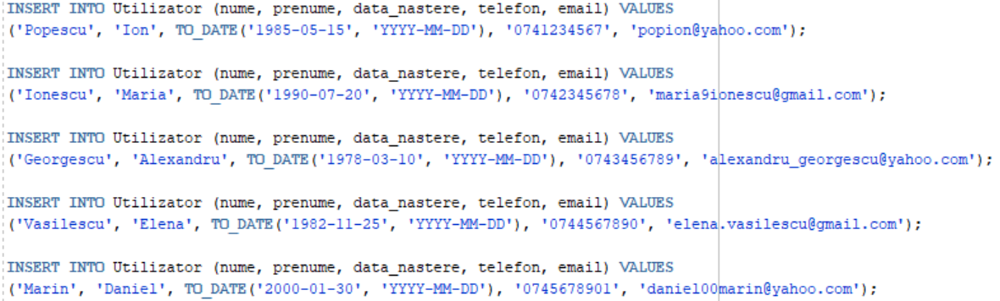 INSERT INTO Utilizator (nume, prenume, data_nastere, telefon, email) VALUES
('Popescu', 'Ion', TO_DATE('1985-05-15', 'YYYY-MM-DD'), '0741234567', 'popion@yahoo.com');
INSERT INTO Utilizator (nume, prenume, data_nastere, telefon, email) VALUES
('Ionescu', 'Maria', TO_DATE('1990-07-20', 'YYYY-MM-DD'), '0742345678', 'maria9ionescu@gmail.com');
INSERT INTO Utilizator (nume, prenume, data_nastere, telefon, email) VALUES
('Georgescu', 'Alexandru', TO_DATE('1978-03-10', 'YYYY-MM-DD'), '0743456789', 'alexandru_georgescu@yahoo.com');
INSERT INTO Utilizator (nume, prenume, data_nastere, telefon, email) VALUES
('Vasilescu', 'Elena', TO_DATE('1982-11-25', 'YYYY-MM-DD'), '0744567890', 'elena.vasilescu@gmail.com');
INSERT INTO Utilizator (nume, prenume, data_nastere, telefon, email) VALUES
('Marin', 'Daniel', TO_DATE('2000-01-30', 'YYYY-MM-DD'), '0745678901', 'daniel00marin@yahoo.com');